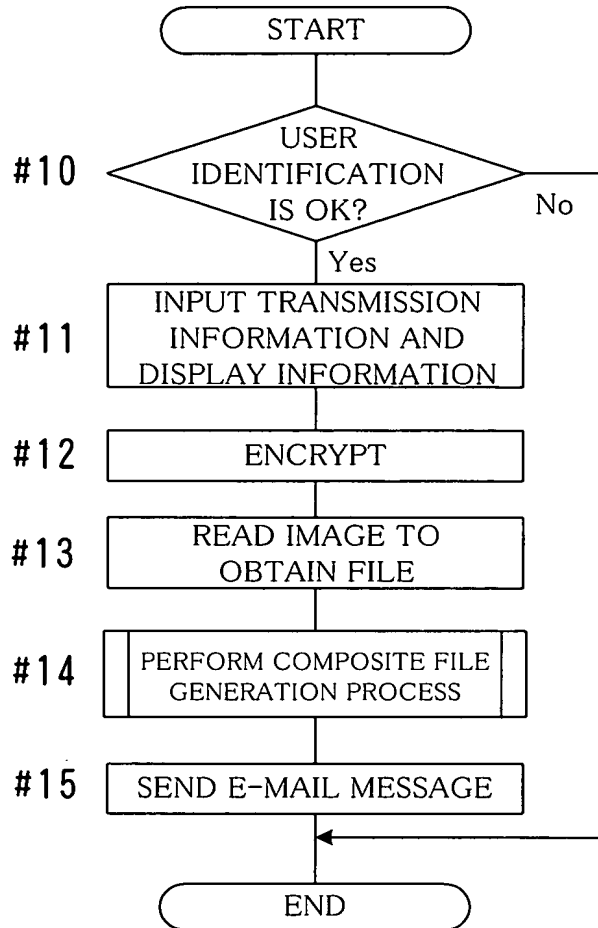 START
#10
USER
IDENTIFICATION
IS OK?
No
Yes
#11
INPUT TRANSMISSION
INFORMATION AND
DISPLAY INFORMATION
#12
ENCRYPT
#13
READ IMAGE TO
OBTAIN FILE
#14
PERFORM COMPOSITE FILE
GENERATION PROCESS
#15
SEND E-MAIL MESSAGE
END